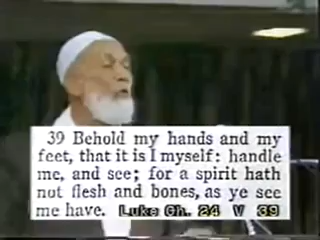 39 Behold my hands and my
feet, that it is I myself: handle
me, and see; for a spirit hath
not flesh and bones, as ye see
me have. Luke Ch. 24 V 39